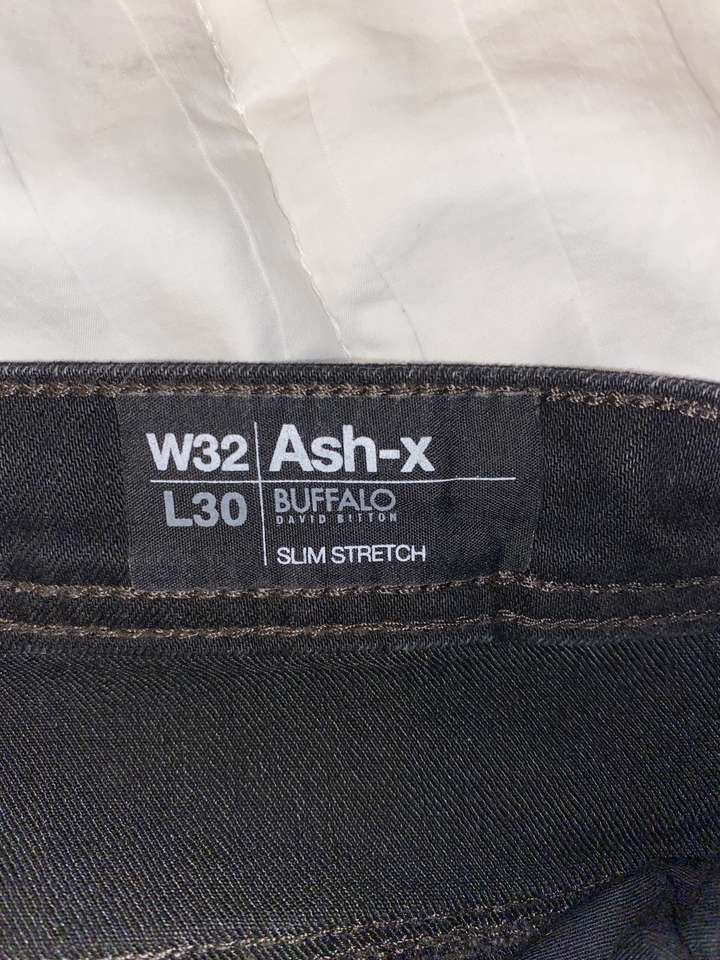 W32 Ash-x
L30 BUFFALO
DAVID BITTON
SLIM STRETCH